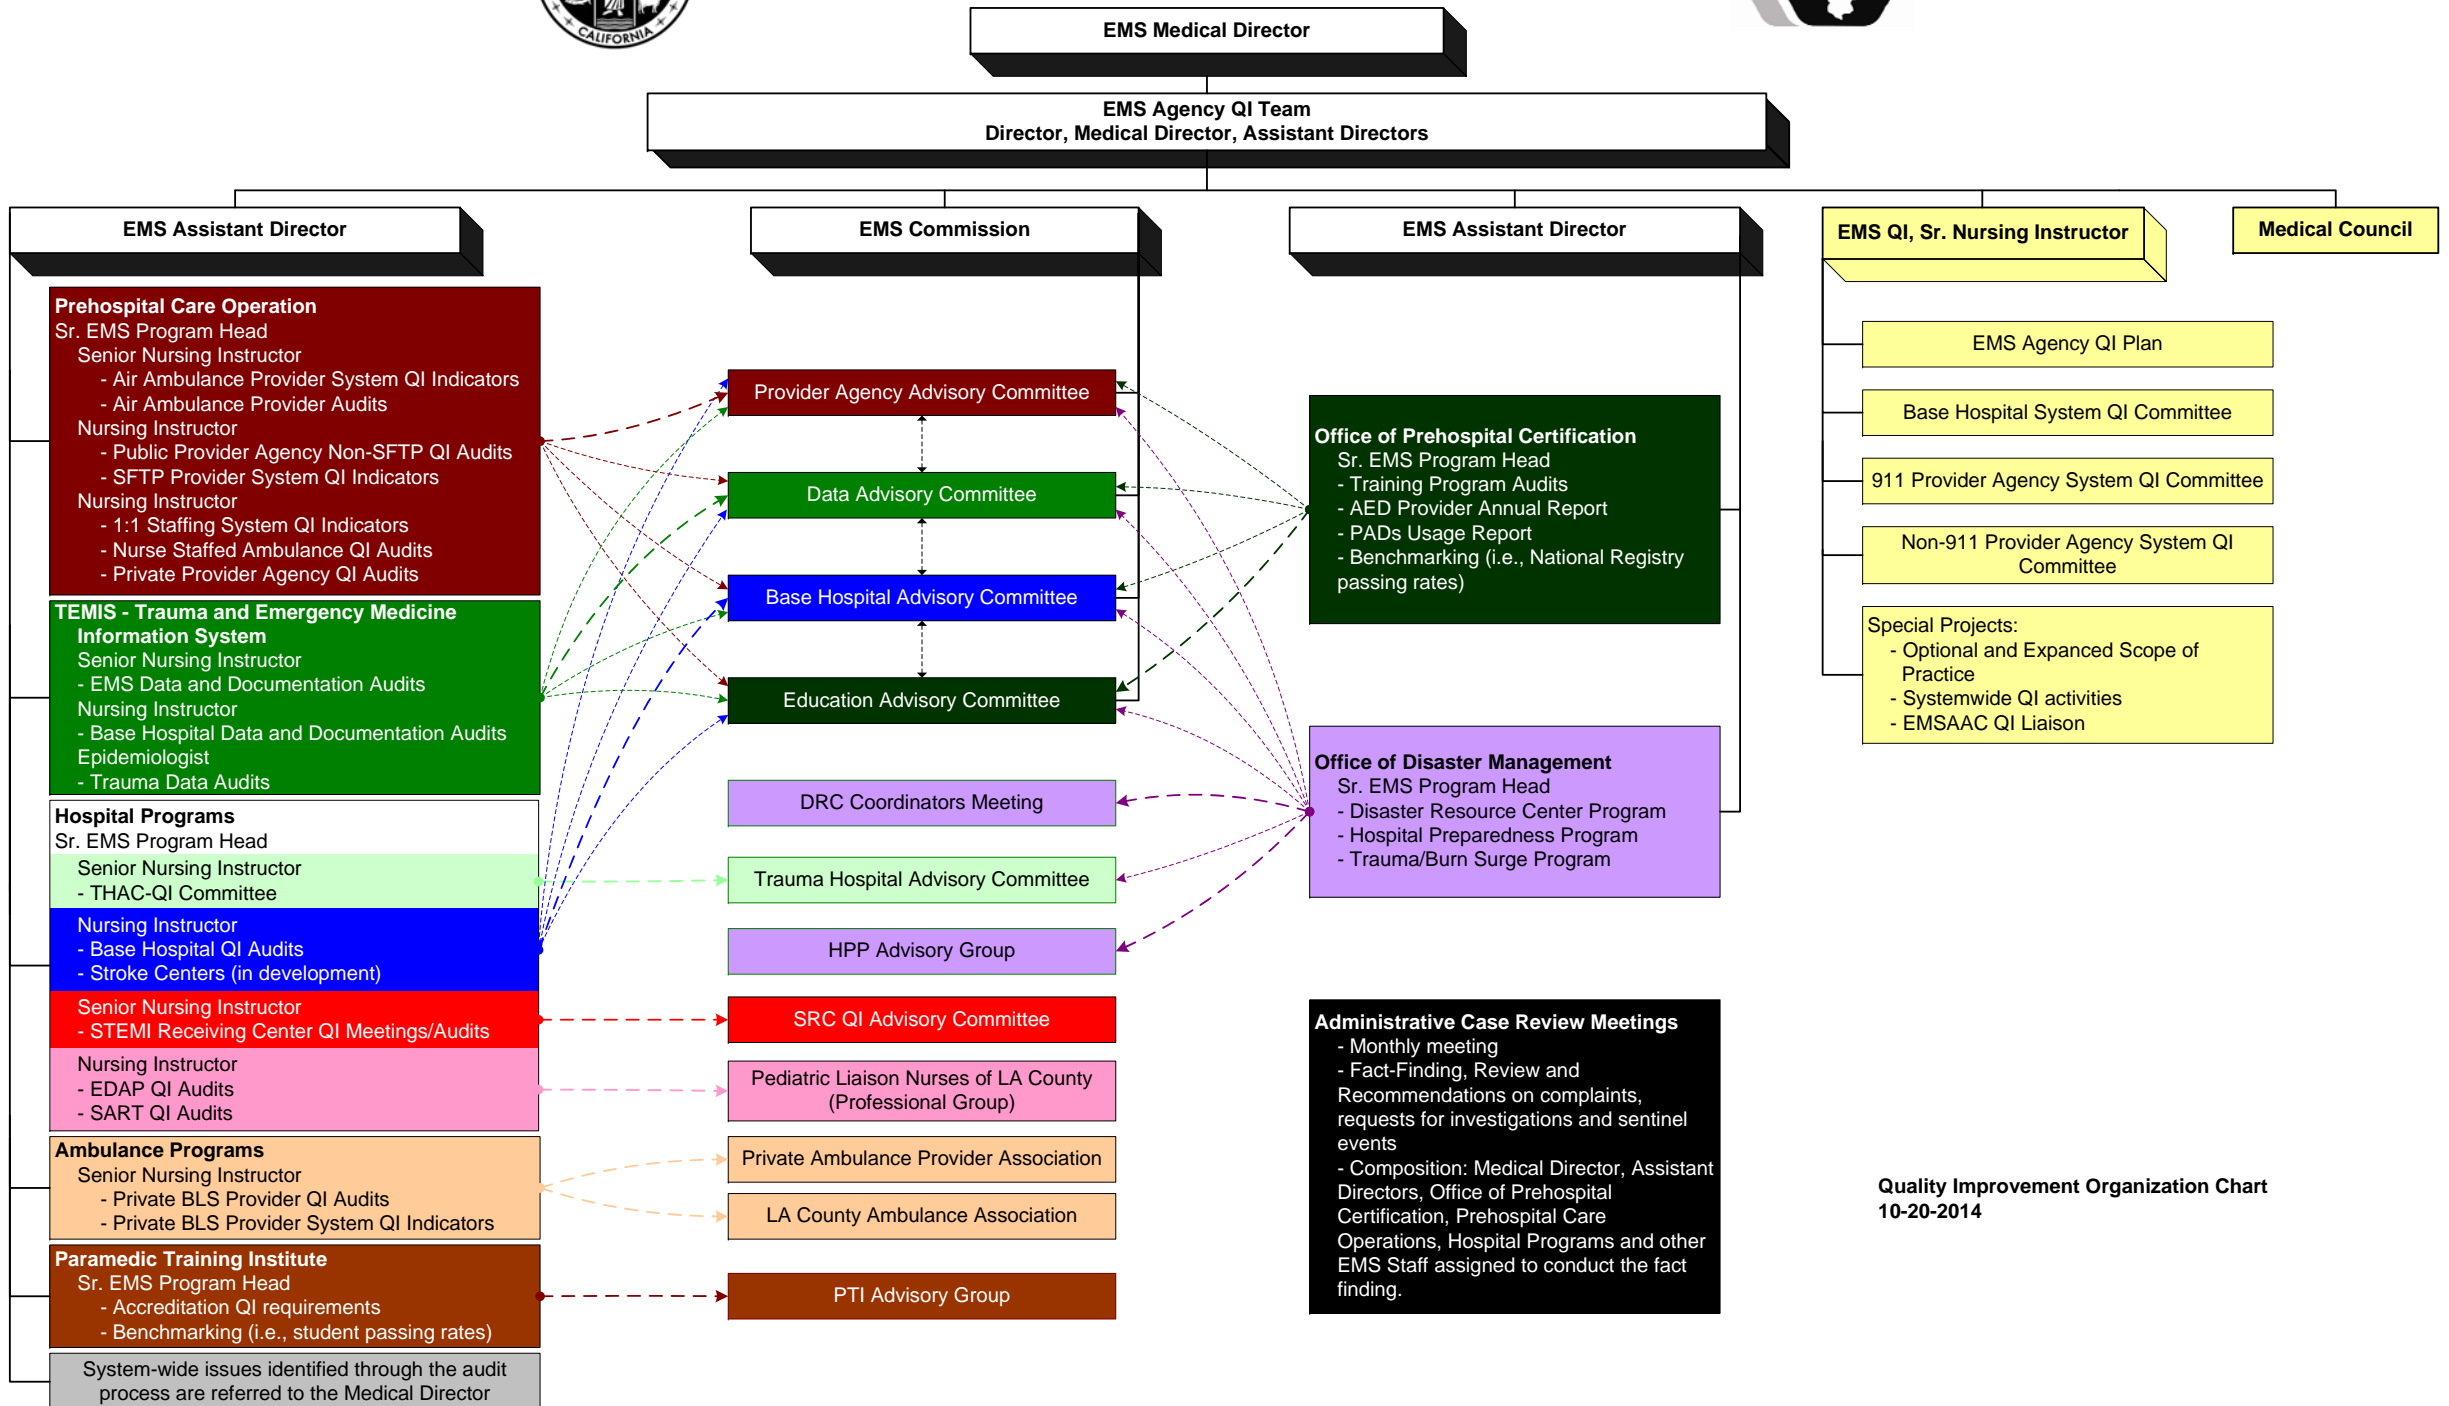 CALIFORNIA
EMS Medical Director
EMS Agency QI Team
Director, Medical Director, Assistant Directors
EMS Assistant Director
EMS Commission
EMS Assistant Director
EMS QI, Sr. Nursing Instructor
Medical Council
Prehospital Care Operation
Sr. EMS Program Head
Senior Nursing Instructor
- Air Ambulance Provider System QI Indicators
- Air Ambulance Provider Audits
Nursing Instructor
- Public Provider Agency Non-SFTP QI Audits
- SFTP Provider System QI Indicators
Nursing Instructor
- 1:1 Staffing System QI Indicators
- Nurse Staffed Ambulance QI Audits
- Private Provider Agency QI Audits
TEMIS - Trauma and Emergency Medicine
Information System
Senior Nursing Instructor
- EMS Data and Documentation Audits
Nursing Instructor
- Base Hospital Data and Documentation Audits
Epidemiologist
- Trauma Data Audits
Hospital Programs
Sr. EMS Program Head
Senior Nursing Instructor
- THAC-QI Committee
Nursing Instructor
- Base Hospital QI Audits
- Stroke Centers (in development)
Senior Nursing Instructor
- STEMI Receiving Center QI Meetings/Audits
Nursing Instructor
- EDAP QI Audits
- SART QI Audits
Ambulance Programs
Senior Nursing Instructor
- Private BLS Provider QI Audits
- Private BLS Provider System QI Indicators
Paramedic Training Institute
Sr. EMS Program Head
- Accreditation QI requirements
- Benchmarking (i.e., student passing rates)
System-wide issues identified through the audit
process are referred to the Medical Director
Provider Agency Advisory Committee
Data Advisory Committee
Base Hospital Advisory Committee
Education Advisory Committee
DRC Coordinators Meeting
Trauma Hospital Advisory Committee
HPP Advisory Group
SRC QI Advisory Committee
Pediatric Liaison Nurses of LA County
(Professional Group)
Private Ambulance Provider Association
LA County Ambulance Association
PTI Advisory Group
Office of Prehospital Certification
Sr. EMS Program Head
- Training Program Audits
- AED Provider Annual Report
- PADs Usage Report
- Benchmarking (i.e., National Registry
passing rates)
Office of Disaster Management
Sr. EMS Program Head
- Disaster Resource Center Program
- Hospital Preparedness Program
- Trauma/Burn Surge Program
Administrative Case Review Meetings
- Monthly meeting
- Fact-Finding, Review and
Recommendations on complaints,
requests for investigations and sentinel
events
- Composition: Medical Director, Assistant
Directors, Office of Prehospital
Certification, Prehospital Care
Operations, Hospital Programs and other
EMS Staff assigned to conduct the fact
finding.
EMS Agency QI Plan
Base Hospital System QI Committee
911 Provider Agency System QI Committee
Non-911 Provider Agency System QI
Committee
Special Projects:
- Optional and Expanced Scope of
Practice
- Systemwide QI activities
- EMSAAC QI Liaison
Quality Improvement Organization Chart
10-20-2014